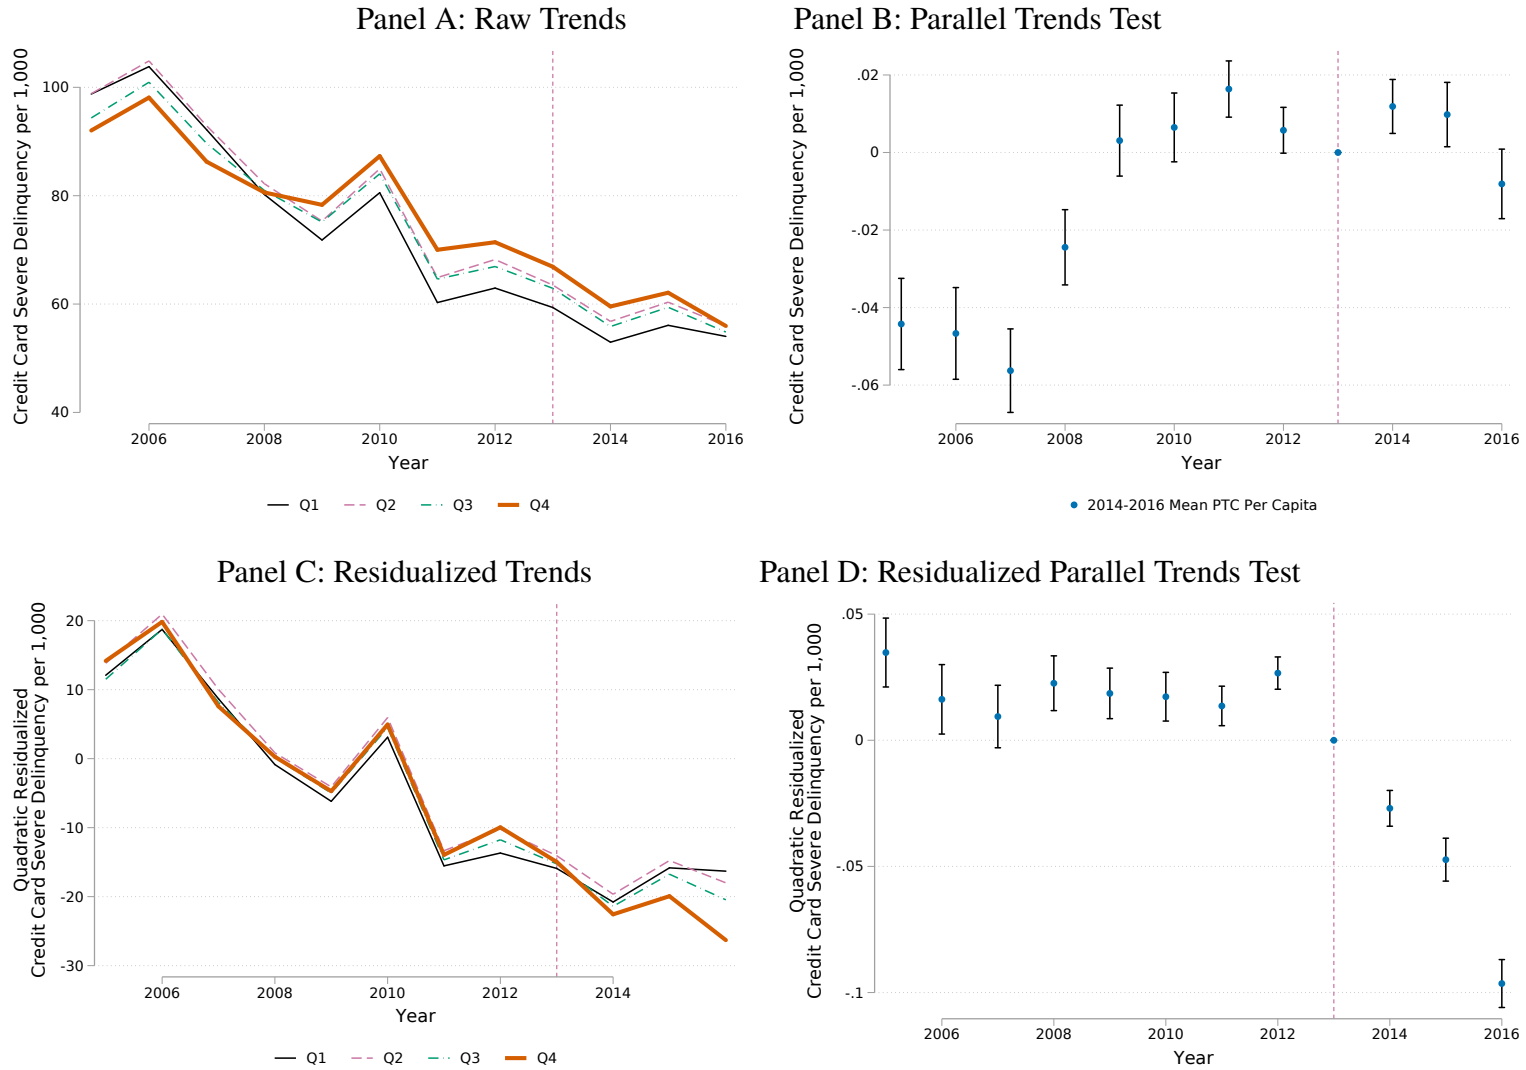 Panel A: Raw Trends
Credit Card Severe Delinquency per 1,000
100
80
60
40
2006
2008
2010
2012
2014
2016
Year
Q1
Q2
Q3
Q4
Panel B: Parallel Trends Test
Credit Card Severe Delinquency per 1,000
.02
0
-.02
-.04
-.06
2006
2008
2010
2012
2014
2016
Year
2014-2016 Mean PTC Per Capita
Panel C: Residualized Trends
Quadratic Residualized
Credit Card Severe Delinquency per 1,000
20
10
0
-10
-20
-30
2006
2008
2010
2012
2014
Year
Q1
Q2
Q3
Q4
Panel D: Residualized Parallel Trends Test
Quadratic Residualized
Credit Card Severe Delinquency per 1,000
.05
0
-.05
-.1
2006
2008
2010
2012
2014
2016
Year